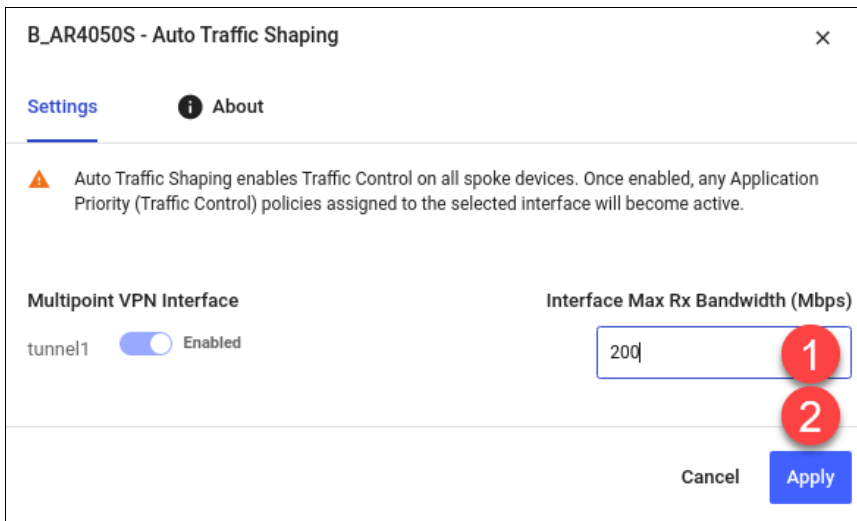 B_AR4050S - Auto Traffic Shaping
Settings
About
Auto Traffic Shaping enables Traffic Control on all spoke devices. Once enabled, any Application
Priority (Traffic Control) policies assigned to the selected interface will become active.
Multipoint VPN Interface
Interface Max Rx Bandwidth (Mbps)
tunnel1
Enabled
200
1
2
Cancel
Apply